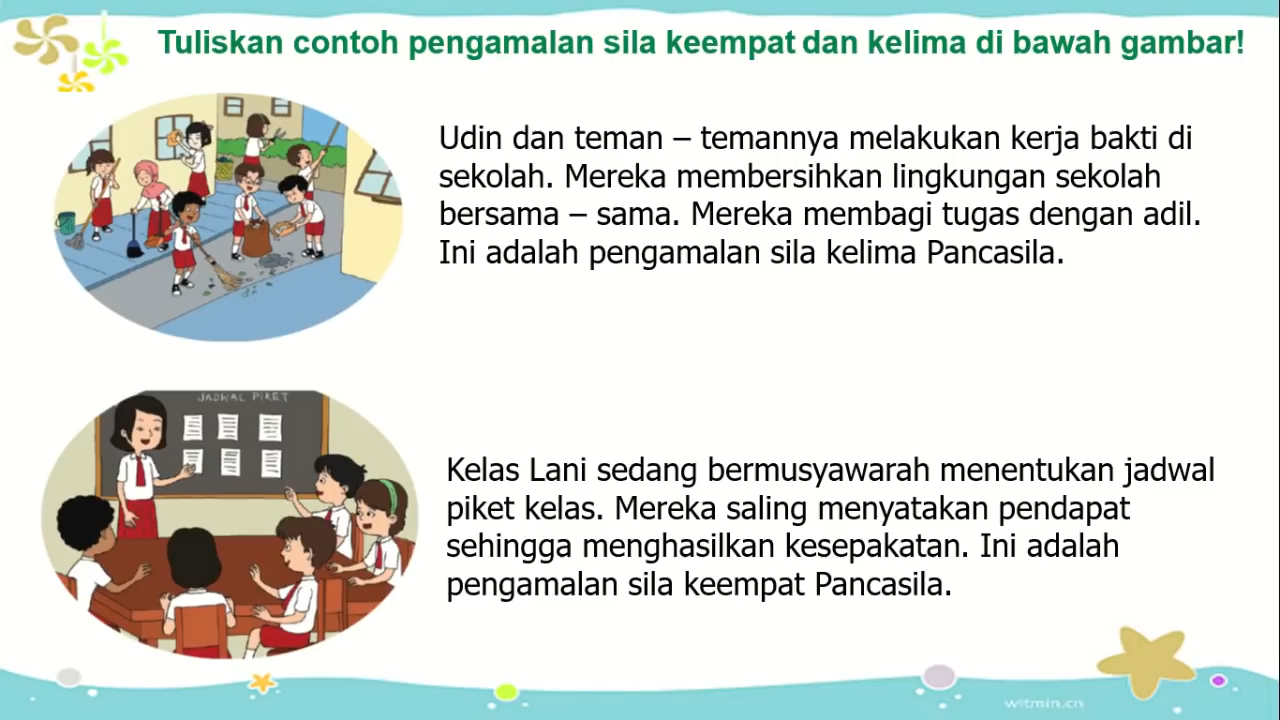 Tuliskan contoh pengamalan sila keempat dan kelima di bawah gambar!
Udin dan teman – temannya melakukan kerja bakti di
sekolah. Mereka membersihkan lingkungan sekolah
bersama – sama. Mereka membagi tugas dengan adil.
Ini adalah pengamalan sila kelima Pancasila.
JADWAL PIKET
Kelas Lani sedang bermusyawarah menentukan jadwal
piket kelas. Mereka saling menyatakan pendapat
sehingga menghasilkan kesepakatan. Ini adalah
pengamalan sila keempat Pancasila.
witmin.cn